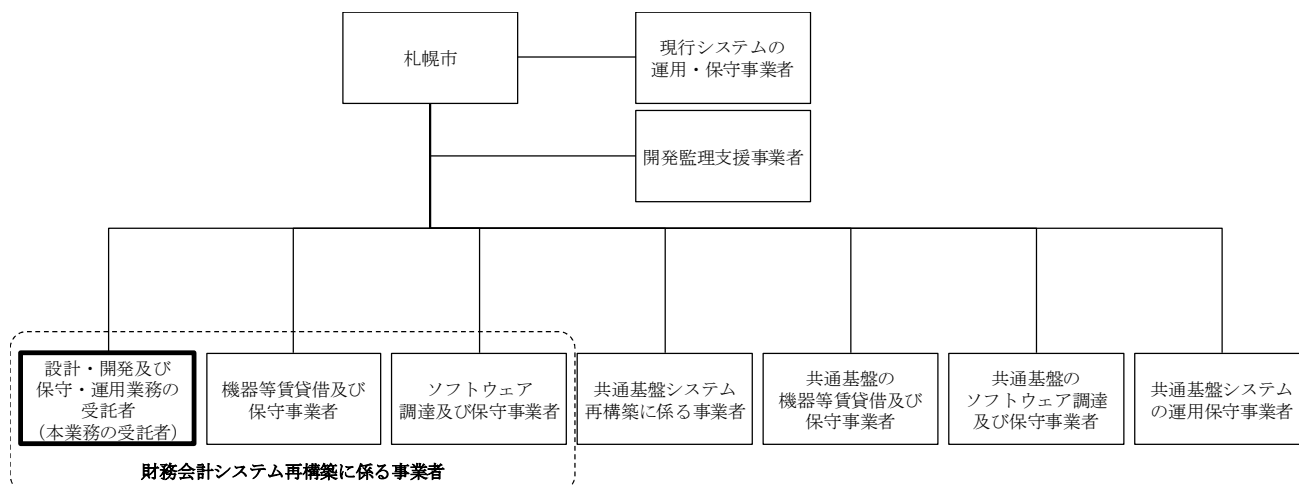 札幌市
現行システムの
運用・保守事業者
開発監理支援事業者
設計・開発及び
保守・運用業務の
受託者
（本業務の受託者）
機器等賃貸借及び
保守事業者
ソフトウェア
調達及び保守事業者
共通基盤システム
再構築に係る事業者
共通基盤の
機器等賃貸借及び
保守事業者
共通基盤の
ソフトウェア調達
及び保守事業者
共通基盤システム
の運用保守事業者
財務会計システム再構築に係る事業者